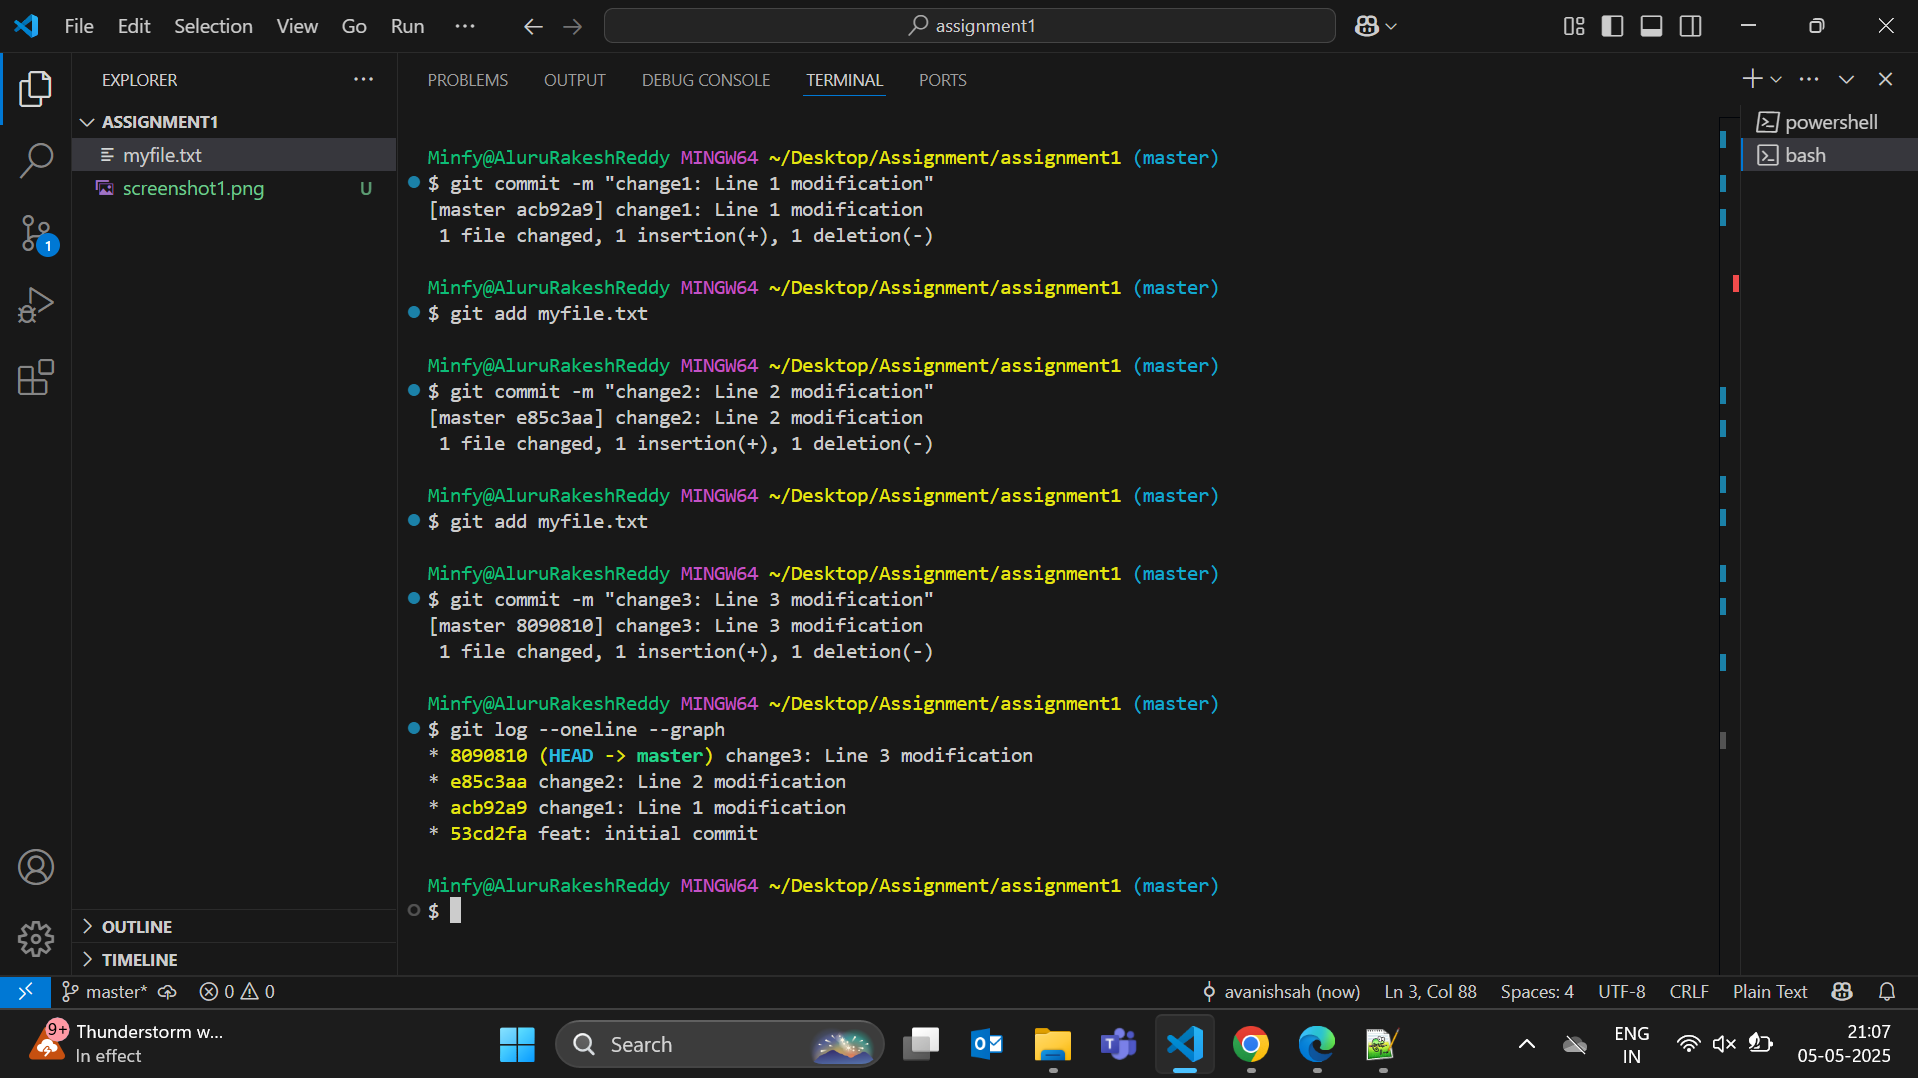 File Edit Selection View Go Run ··· assignment1
EXPLORER ···
ASSIGNMENT1
myfile.txt
screenshot1.png U
1
OUTLINE
TIMELINE
PROBLEMS OUTPUT DEBUG CONSOLE TERMINAL PORTS
Minfy@AluruRakeshReddy MINGW64 ~/Desktop/Assignment/assignment1 (master)
$ git commit -m "change1: Line 1 modification"
[master acb92a9] change1: Line 1 modification
1 file changed, 1 insertion(+), 1 deletion(-)
Minfy@AluruRakeshReddy MINGW64 ~/Desktop/Assignment/assignment1 (master)
$ git add myfile.txt
Minfy@AluruRakeshReddy MINGW64 ~/Desktop/Assignment/assignment1 (master)
$ git commit -m "change2: Line 2 modification"
[master e85c3aa] change2: Line 2 modification
1 file changed, 1 insertion(+), 1 deletion(-)
Minfy@AluruRakeshReddy MINGW64 ~/Desktop/Assignment/assignment1 (master)
$ git add myfile.txt
Minfy@AluruRakeshReddy MINGW64 ~/Desktop/Assignment/assignment1 (master)
$ git commit -m "change3: Line 3 modification"
[master 8090810] change3: Line 3 modification
1 file changed, 1 insertion(+), 1 deletion(-)
Minfy@AluruRakeshReddy MINGW64 ~/Desktop/Assignment/assignment1 (master)
$ git log --oneline --graph
* 8090810 (HEAD -> master) change3: Line 3 modification
* e85c3aa change2: Line 2 modification
* acb92a9 change1: Line 1 modification
* 53cd2fa feat: initial commit
Minfy@AluruRakeshReddy MINGW64 ~/Desktop/Assignment/assignment1 (master)
$
powershell
bash
master* 0 0 avanishsah (now) Ln 3, Col 88 Spaces: 4 UTF-8 CRLF Plain Text
9+ Thunderstorm w...
In effect
Search
ENG
IN
21:07
05-05-2025